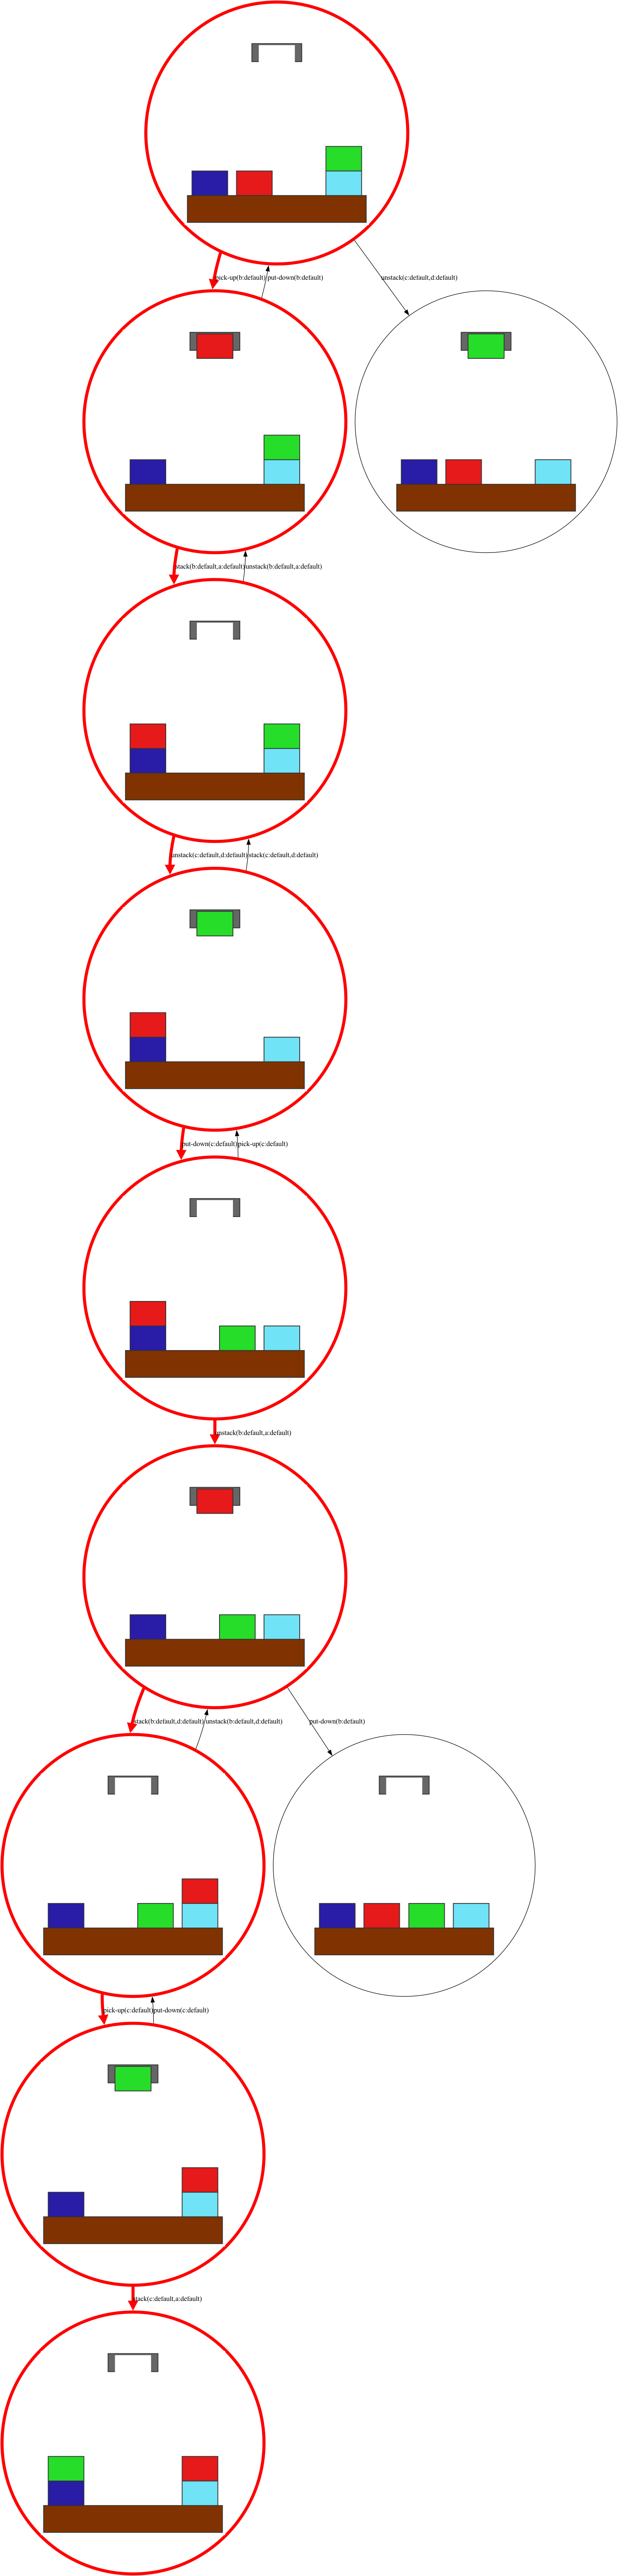 pick-up(b:default)
put-down(b:default)
unstack(c:default,d:default)
stack(b:default,a:default)
unstack(b:default,a:default)
unstack(c:default,d:default)
stack(c:default,d:default)
put-down(c:default)
pick-up(c:default)
unstack(b:default,a:default)
stack(b:default,d:default)
unstack(b:default,d:default)
put-down(b:default)
pick-up(c:default)
put-down(c:default)
stack(c:default,a:default)